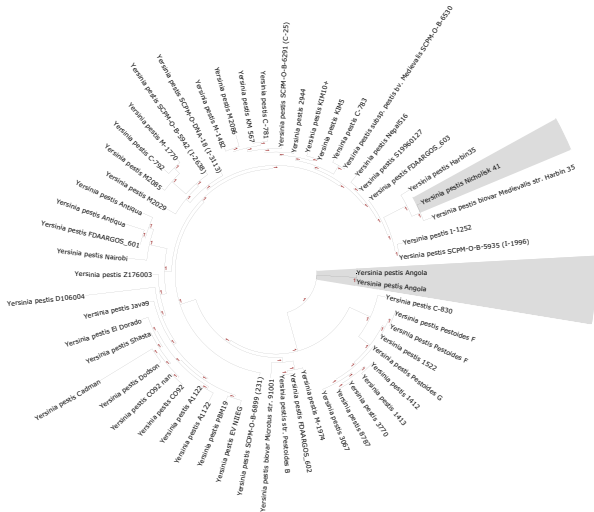 Yersinia pestis SCPM-O-B-6291 (C-25)
Yersinia pestis 2944
Yersinia pestis KIM10+
Yersinia pestis KIM5
Yersinia pestis C-783
Yersinia pestis subsp. pestis bv. Medievalis SCPM-O-B-6530
Yersinia pestis Nepal516
Yersinia pestis S19960127
Yersinia pestis FDAARGOS_603
Yersinia pestis Harbin35
Yersinia pestis Nicholisk 41
Yersinia pestis biovar Medievalis str. Harbin 35
Yersinia pestis I-1252
Yersinia pestis SCPM-O-B-5935 (I-1996)
Yersinia pestis Angola
Yersinia pestis Angola
Yersinia pestis C-830
Yersinia pestis Pestoides F
Yersinia pestis Pestoides F
Yersinia pestis 1522
Yersinia pestis Pestoides G
Yersinia pestis 1412
Yersinia pestis 1413
Yersinia pestis 3770
Yersinia pestis 8787
Yersinia pestis 3067
Yersinia pestis M-1974
Yersinia pestis FDAARGOS_602
Yersinia pestis str. Pestoides B
Yersinia pestis biovar Microtus str. 91001
Yersinia pestis SCPM-O-B-6899 (231)
Yersinia pestis EV NIIEG
Yersinia pestis PBM19
Yersinia pestis A1122
Yersinia pestis A1122
Yersinia pestis CO92
Yersinia pestis CO92 nan
Yersinia pestis Dodson
Yersinia pestis Cadman
Yersinia pestis Shasta
Yersinia pestis El Dorado
Yersinia pestis Java9
Yersinia pestis D106004
Yersinia pestis Z176003
Yersinia pestis Nairobi
Yersinia pestis FDAARGOS_601
Yersinia pestis Antiqua
Yersinia pestis Antiqua
Yersinia pestis M2029
Yersinia pestis M2085
Yersinia pestis C-792
Yersinia pestis M-1770
Yersinia pestis SCPM-O-B-5942 (I-2638)
Yersinia pestis SCPM-O-DNA-18 (I-3113)
Yersinia pestis M-1482
Yersinia pestis M2086
Yersinia pestis KM 567
Yersinia pestis C-781